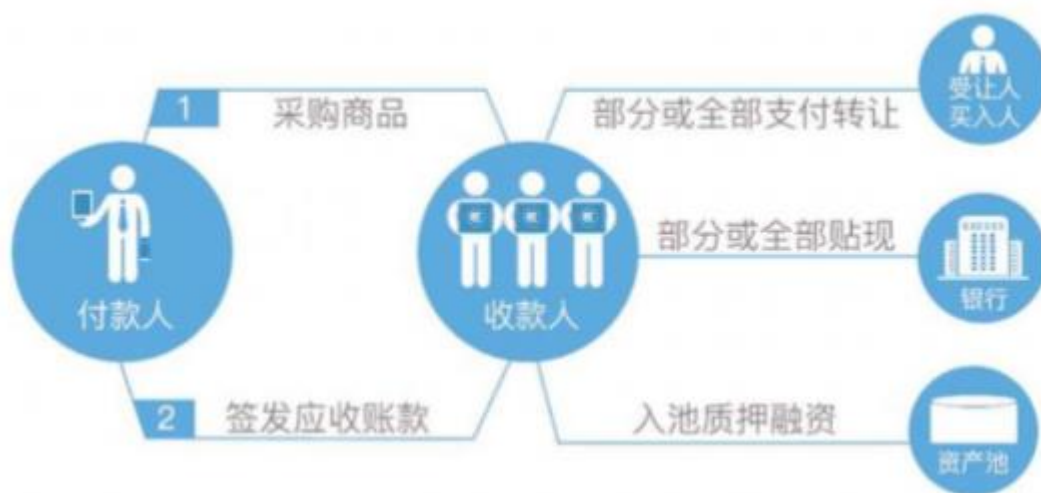 1
采购商品
部分或全部支付转让
受让人
买入人
付款人
收款人
部分或全部贴现
银行
2
签发应收账款
入池质押融资
资产池